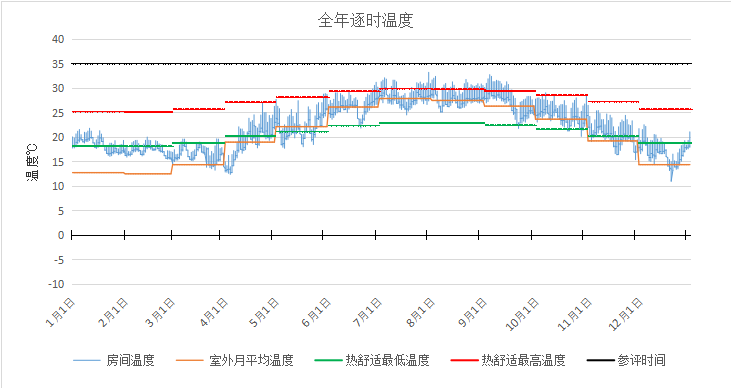 全年逐时温度
40
35
30
25
20
15
10
5
0
-5
-10
温度℃
1月1日
2月1日
3月1日
4月1日
5月1日
6月1日
7月1日
8月1日
9月1日
10月1日
11月1日
12月1日
房间温度
室外月平均温度
热舒适最低温度
热舒适最高温度
参评时间